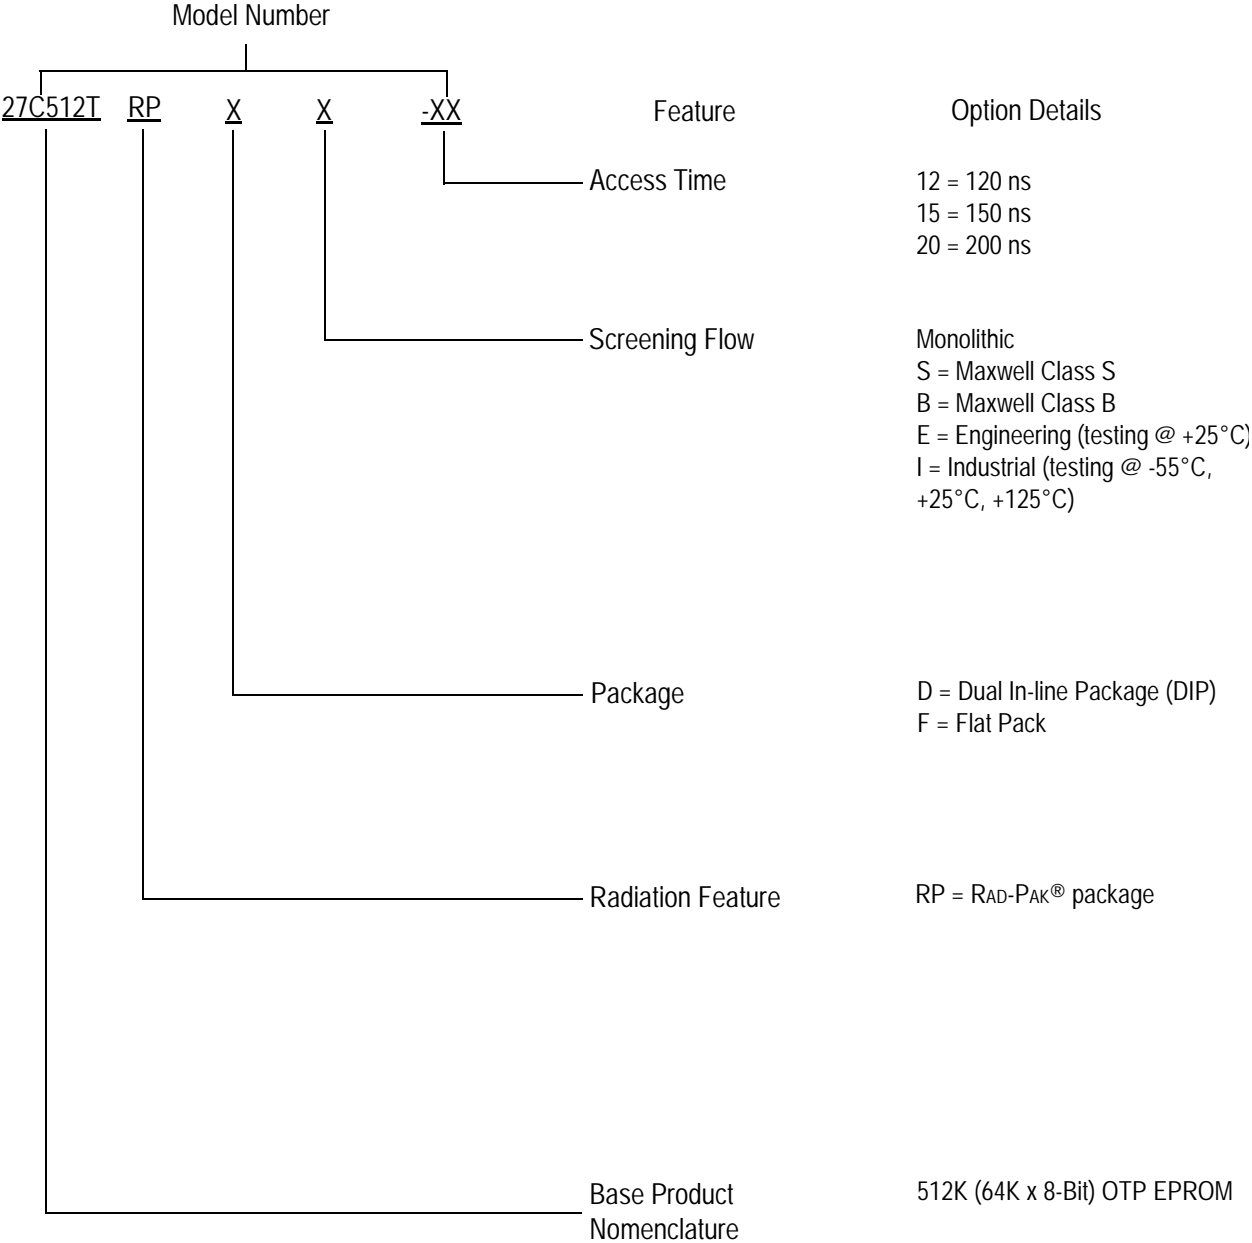 Model Number
27C512T RP X X -XX Feature Option Details
Access Time 12 = 120 ns
15 = 150 ns
20 = 200 ns
Screening Flow Monolithic
S = Maxwell Class S
B = Maxwell Class B
E = Engineering (testing @ +25°C)
I = Industrial (testing @ -55°C,
+25°C, +125°C)
Package D = Dual In-line Package (DIP)
F = Flat Pack
Radiation Feature RP = RAD-PAK® package
Base Product 512K (64K x 8-Bit) OTP EPROM
Nomenclature